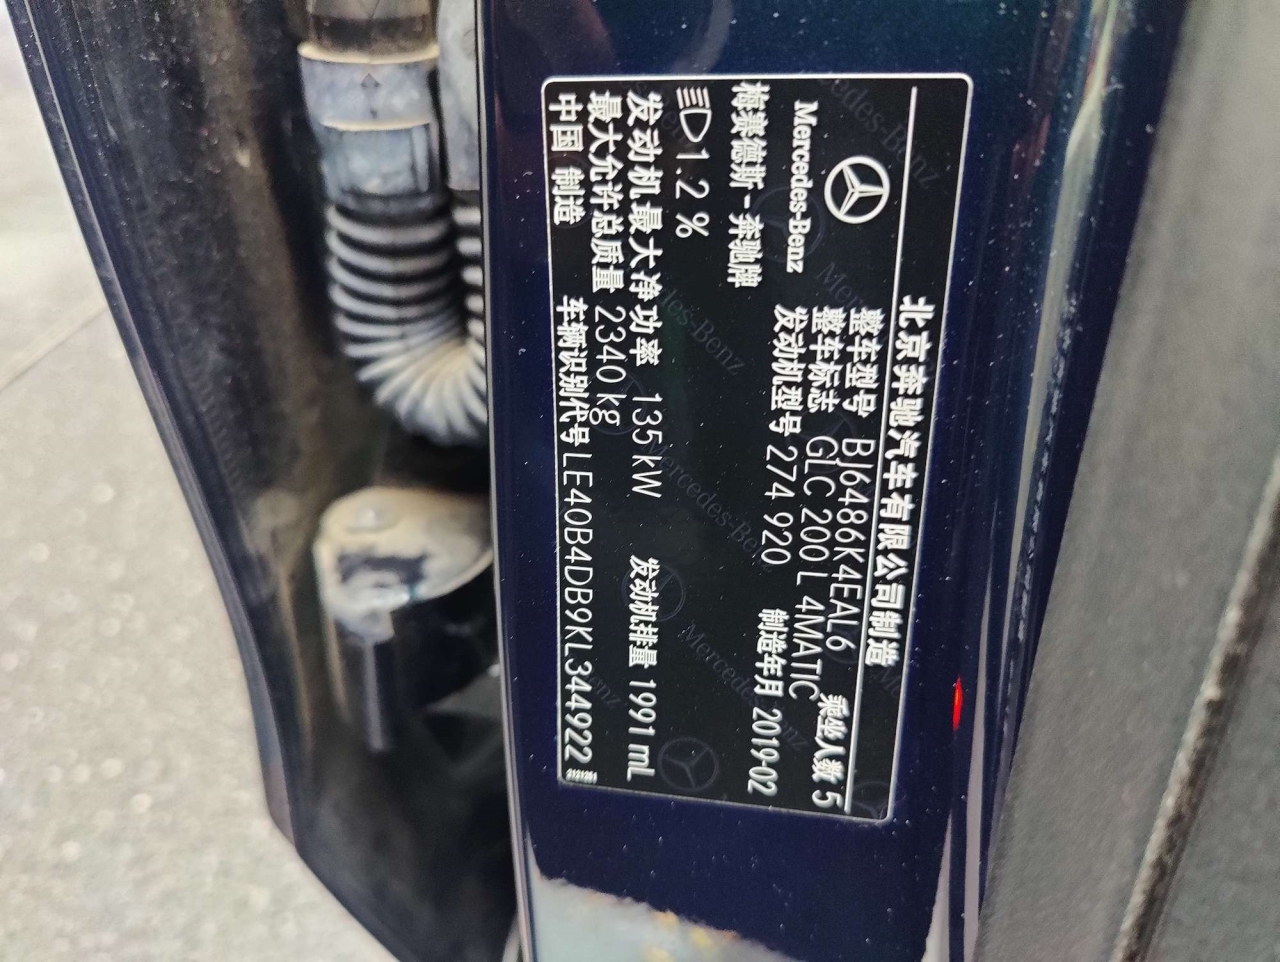 北京奔驰汽车有限公司制造
Mercedes-Benz
整车型号 BJ6486K4EAL6 乘坐人数 5
整车标志 GLC 200 L 4MATIC
发动机型号 274 920 制造年月 2019-02
梅赛德斯-奔驰牌
1.2 %
发动机最大净功率 135 kW 发动机排量 1991 mL
最大允许总质量 2340 kg
中国 制造 车辆识别代号 LE40B4DB9KL344922
2121251